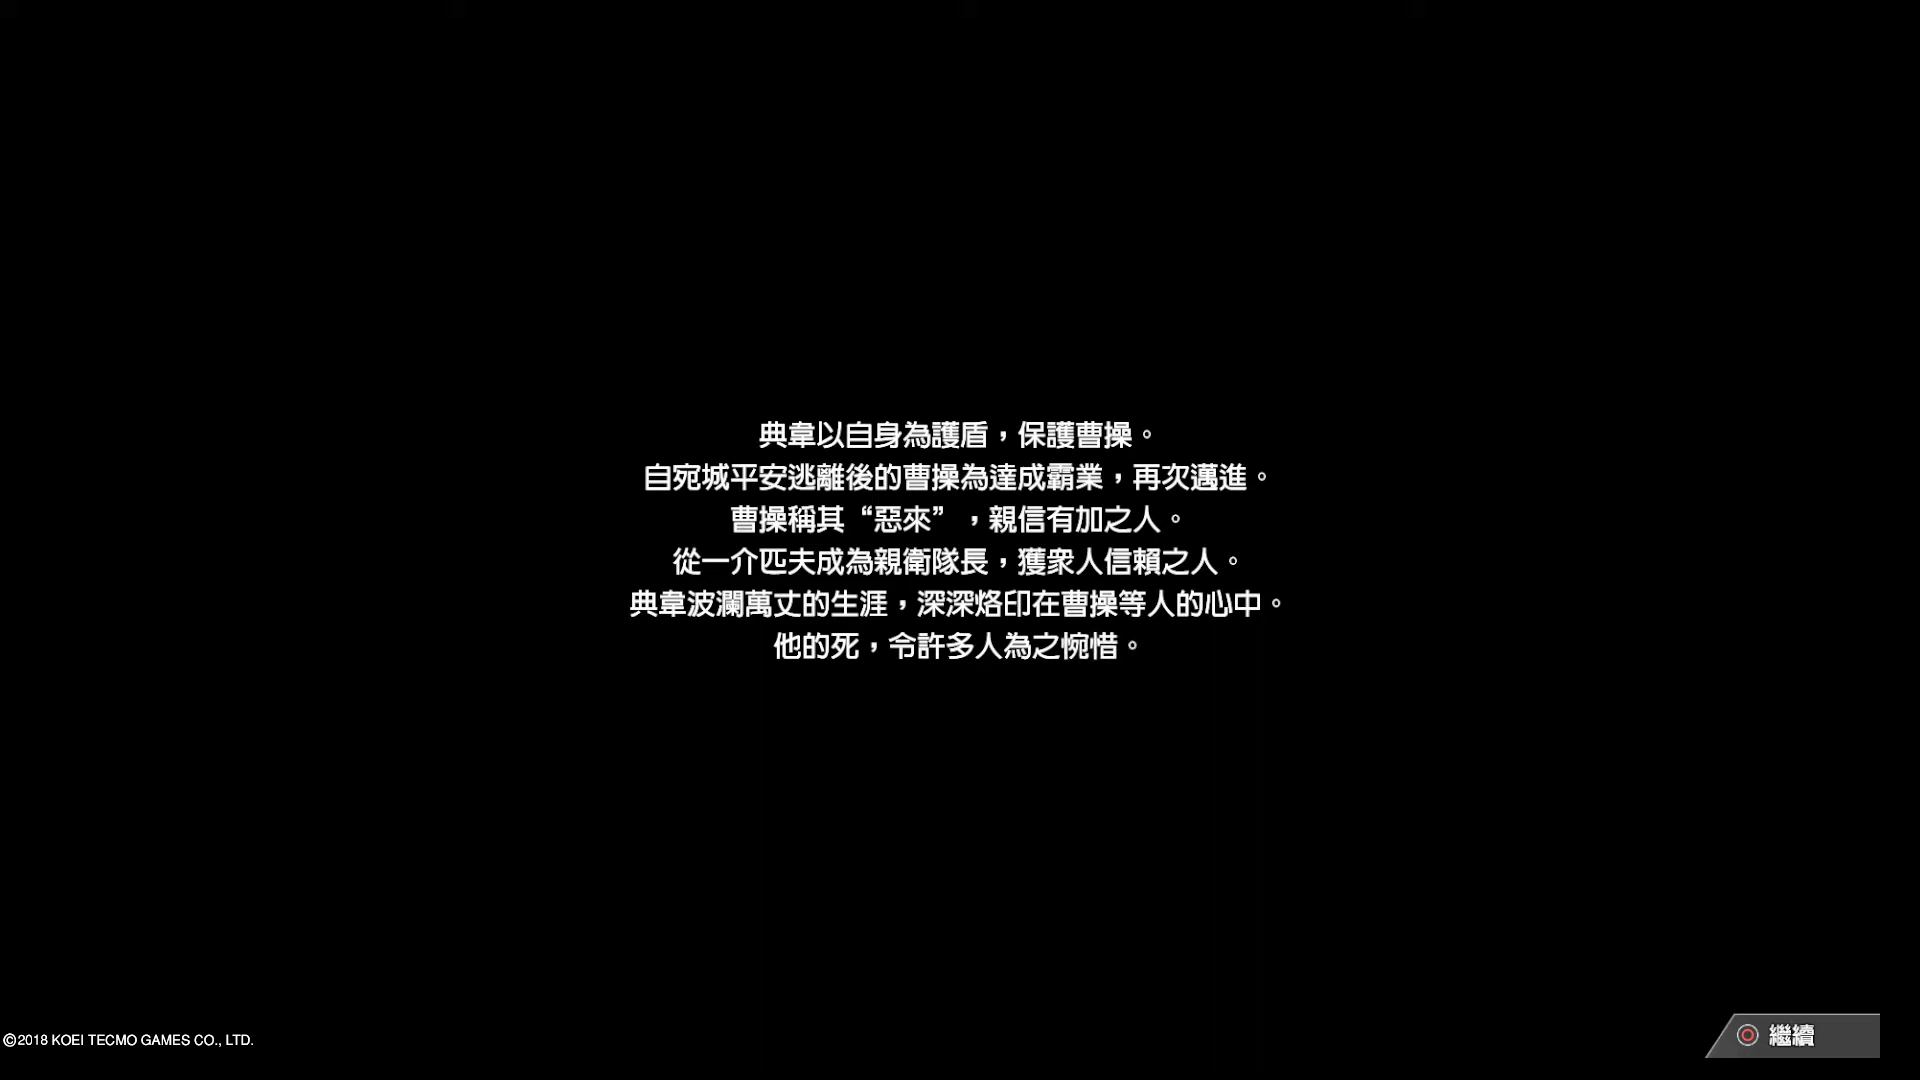 典韋以自身為護盾，保護曹操。
自宛城平安逃離後的曹操為達成霸業，再次邁進。
曹操稱其“惡來”，親信有加之人。
從一介匹夫成為親衛隊長，獲眾人信賴之人。
典韋波瀾萬丈的生涯，深深烙印在曹操等人的心中。
他的死，令許多人為之惋惜。
©2018 KOEI TECMO GAMES CO., LTD.
繼續